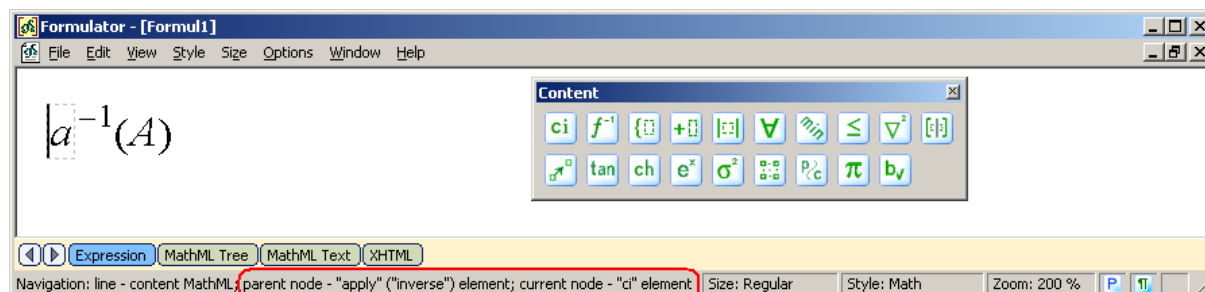 Formulator - [Formul1]
File Edit View Style Size Options Window Help
a⁻¹(A)
Content
ci f⁻¹ {▯ +▯ |▯| ∀ ≤ ∇² [▯]
tan ch eˣ σ² P/C π b√
Expression MathML Tree MathML Text XHTML
Navigation: line - content MathML; parent node - "apply" ("inverse") element; current node - "ci" element Size: Regular Style: Math Zoom: 200 % P ¶